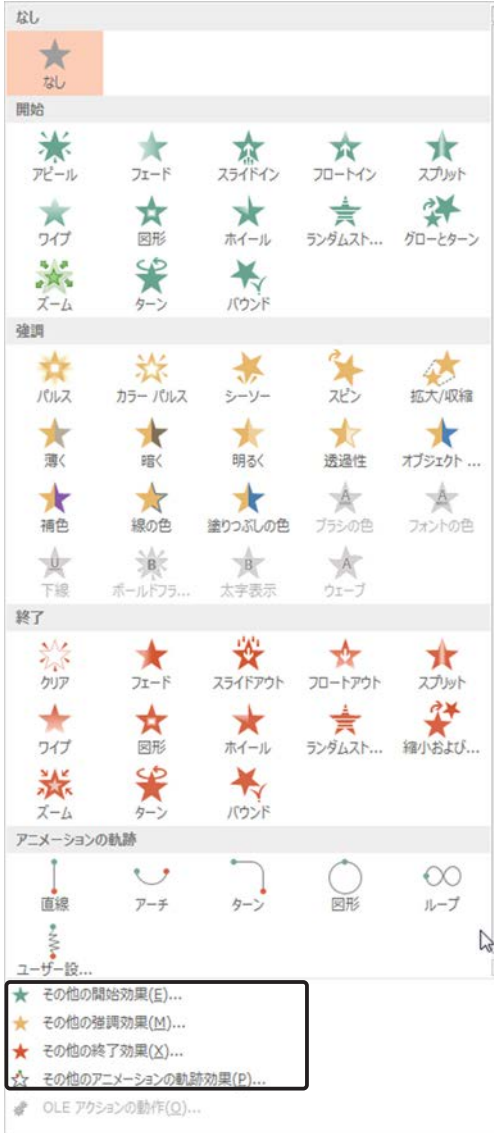 なし
なし
開始
アピール フェード スライドイン フロートイン スプリット
ワイプ 図形 ホイール ランダムスト... グローとターン
ズーム ターン バウンド
強調
パルス カラー パルス シーソー スピン 拡大/収縮
薄く 暗く 明るく 透過性 オブジェクト ...
補色 線の色 塗りつぶしの色 ブラシの色 フォントの色
下線 ボールドフラ... 太字表示 ウェーブ
終了
クリア フェード スライドアウト フロートアウト スプリット
ワイプ 図形 ホイール ランダムスト... 縮小および...
ズーム ターン バウンド
アニメーションの軌跡
直線 アーチ ターン 図形 ループ
ユーザー設...
その他の開始効果(E)...
その他の強調効果(M)...
その他の終了効果(X)...
その他のアニメーションの軌跡効果(P)...
OLE アクションの動作(O)...